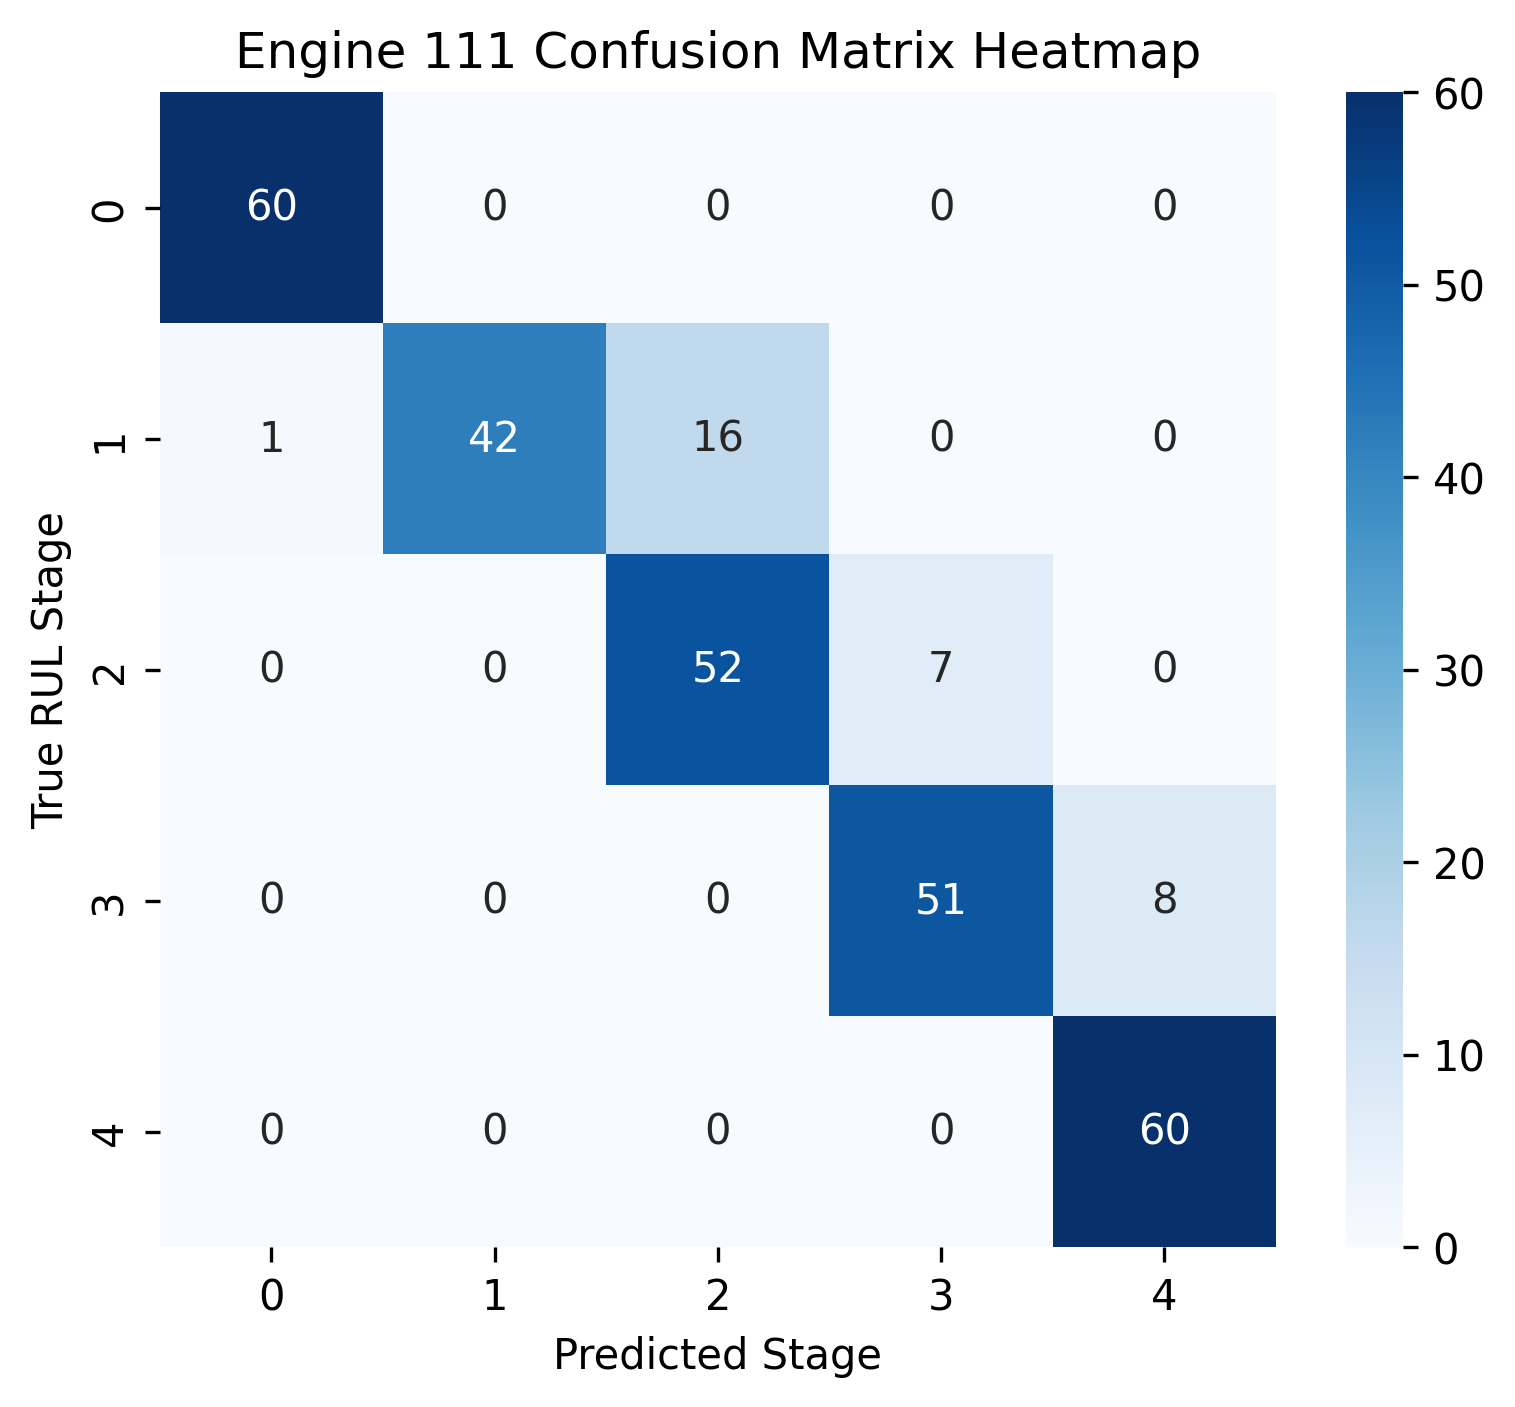 Engine 111 Confusion Matrix Heatmap
60
0 60 0 0 0 0
50
1 1 42 16 0 0
40
True RUL Stage
2 0 0 52 7 0
30
20
3 0 0 0 51 8
10
4 0 0 0 0 60
0
0 1 2 3 4
Predicted Stage